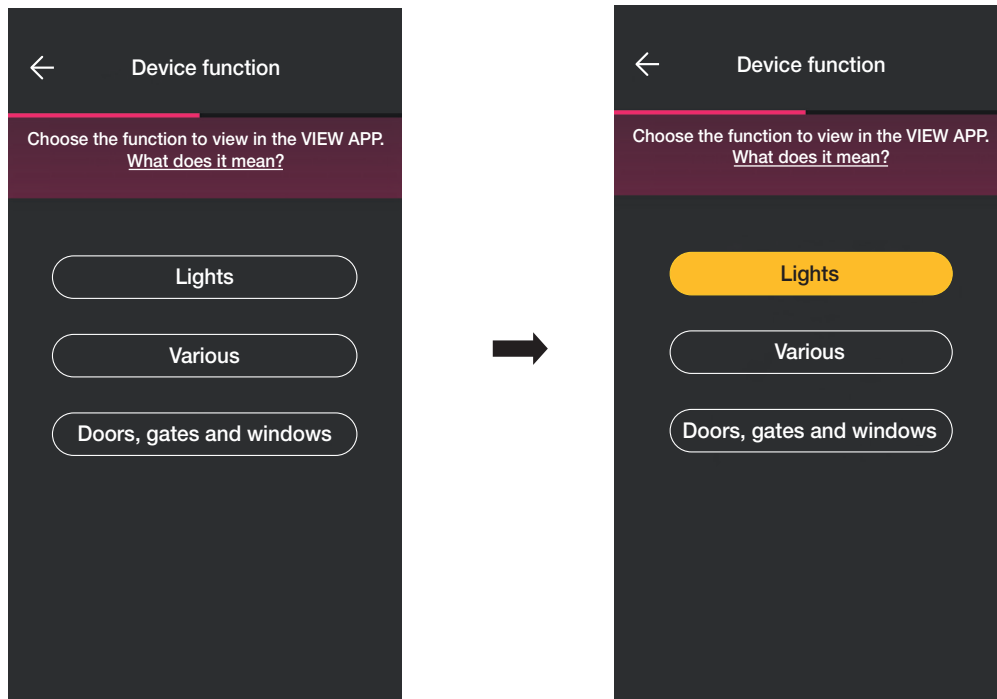 Device function
Choose the function to view in the VIEW APP.
What does it mean?
Lights
Various
Doors, gates and windows
Device function
Choose the function to view in the VIEW APP.
What does it mean?
Lights
Various
Doors, gates and windows